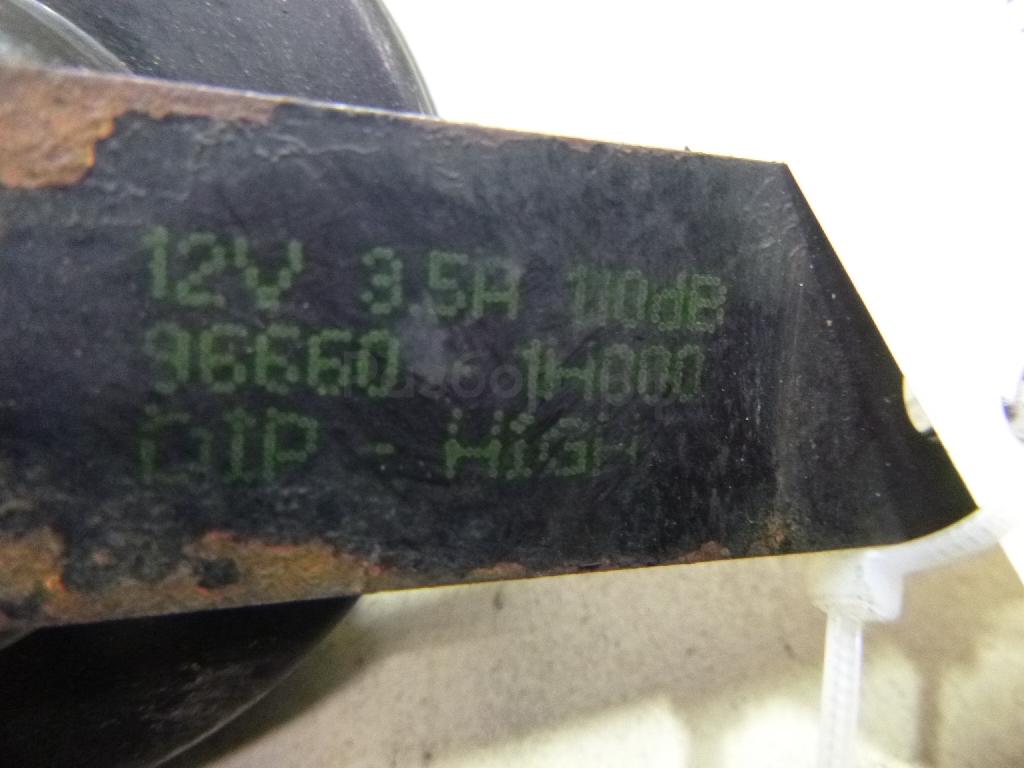 12V 3.5A 110dB
96660 - 1H000
DIP - HIGH